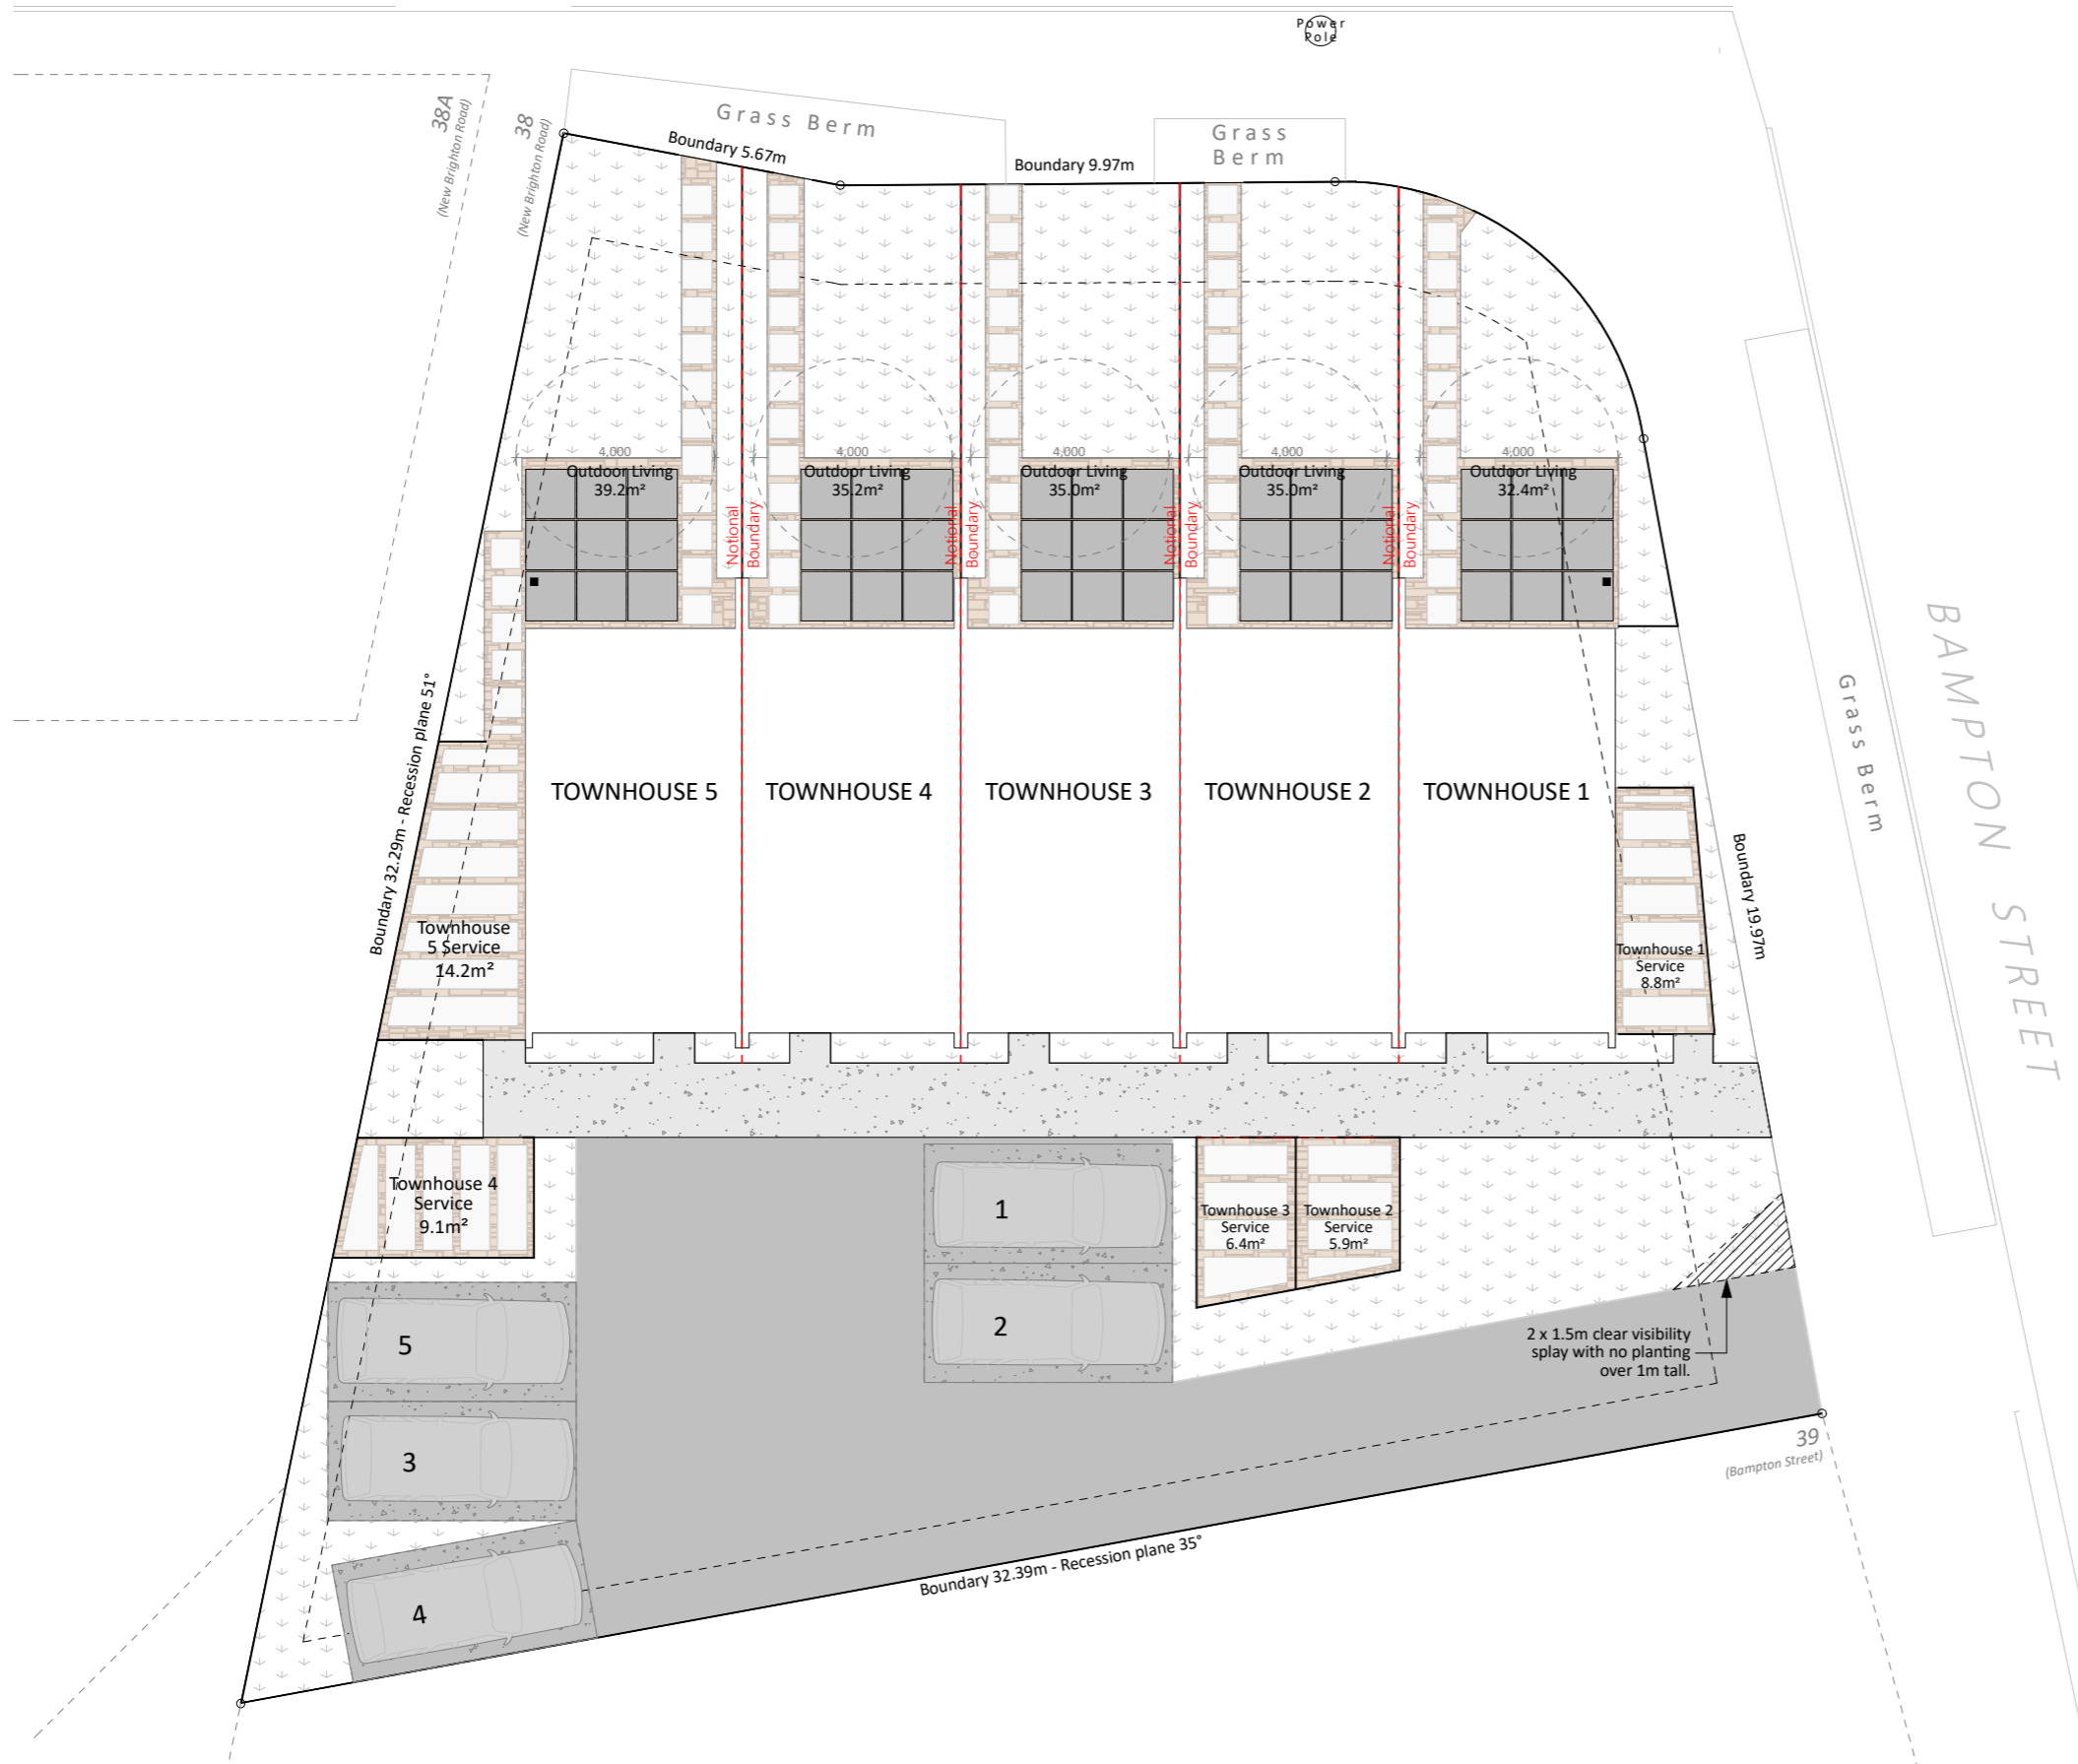 Power
Pole
38A
(New Brighton Road)
38
(New Brighton Road)
Grass Berm
Grass
Berm
Boundary 5.67m
Boundary 9.97m
4,000
4,000
4,000
4,000
4,000
Outdoor Living
39.2m²
Outdoor Living
35.2m²
Outdoor Living
35.0m²
Outdoor Living
35.0m²
Outdoor Living
32.4m²
Notional
Boundary
Notional
Boundary
Notional
Boundary
Notional
Boundary
BAMPTON STREET
Grass Berm
Boundary 32.29m - Recession plane 51°
TOWNHOUSE 5
TOWNHOUSE 4
TOWNHOUSE 3
TOWNHOUSE 2
TOWNHOUSE 1
Boundary 19.97m
Townhouse
5 Service
14.2m²
Townhouse 1
Service
8.8m²
Townhouse 4
Service
9.1m²
1
Townhouse 3
Service
6.4m²
Townhouse 2
Service
5.9m²
5
2
2 x 1.5m clear visibility
splay with no planting
over 1m tall.
3
39
(Bampton Street)
4
Boundary 32.39m - Recession plane 35°